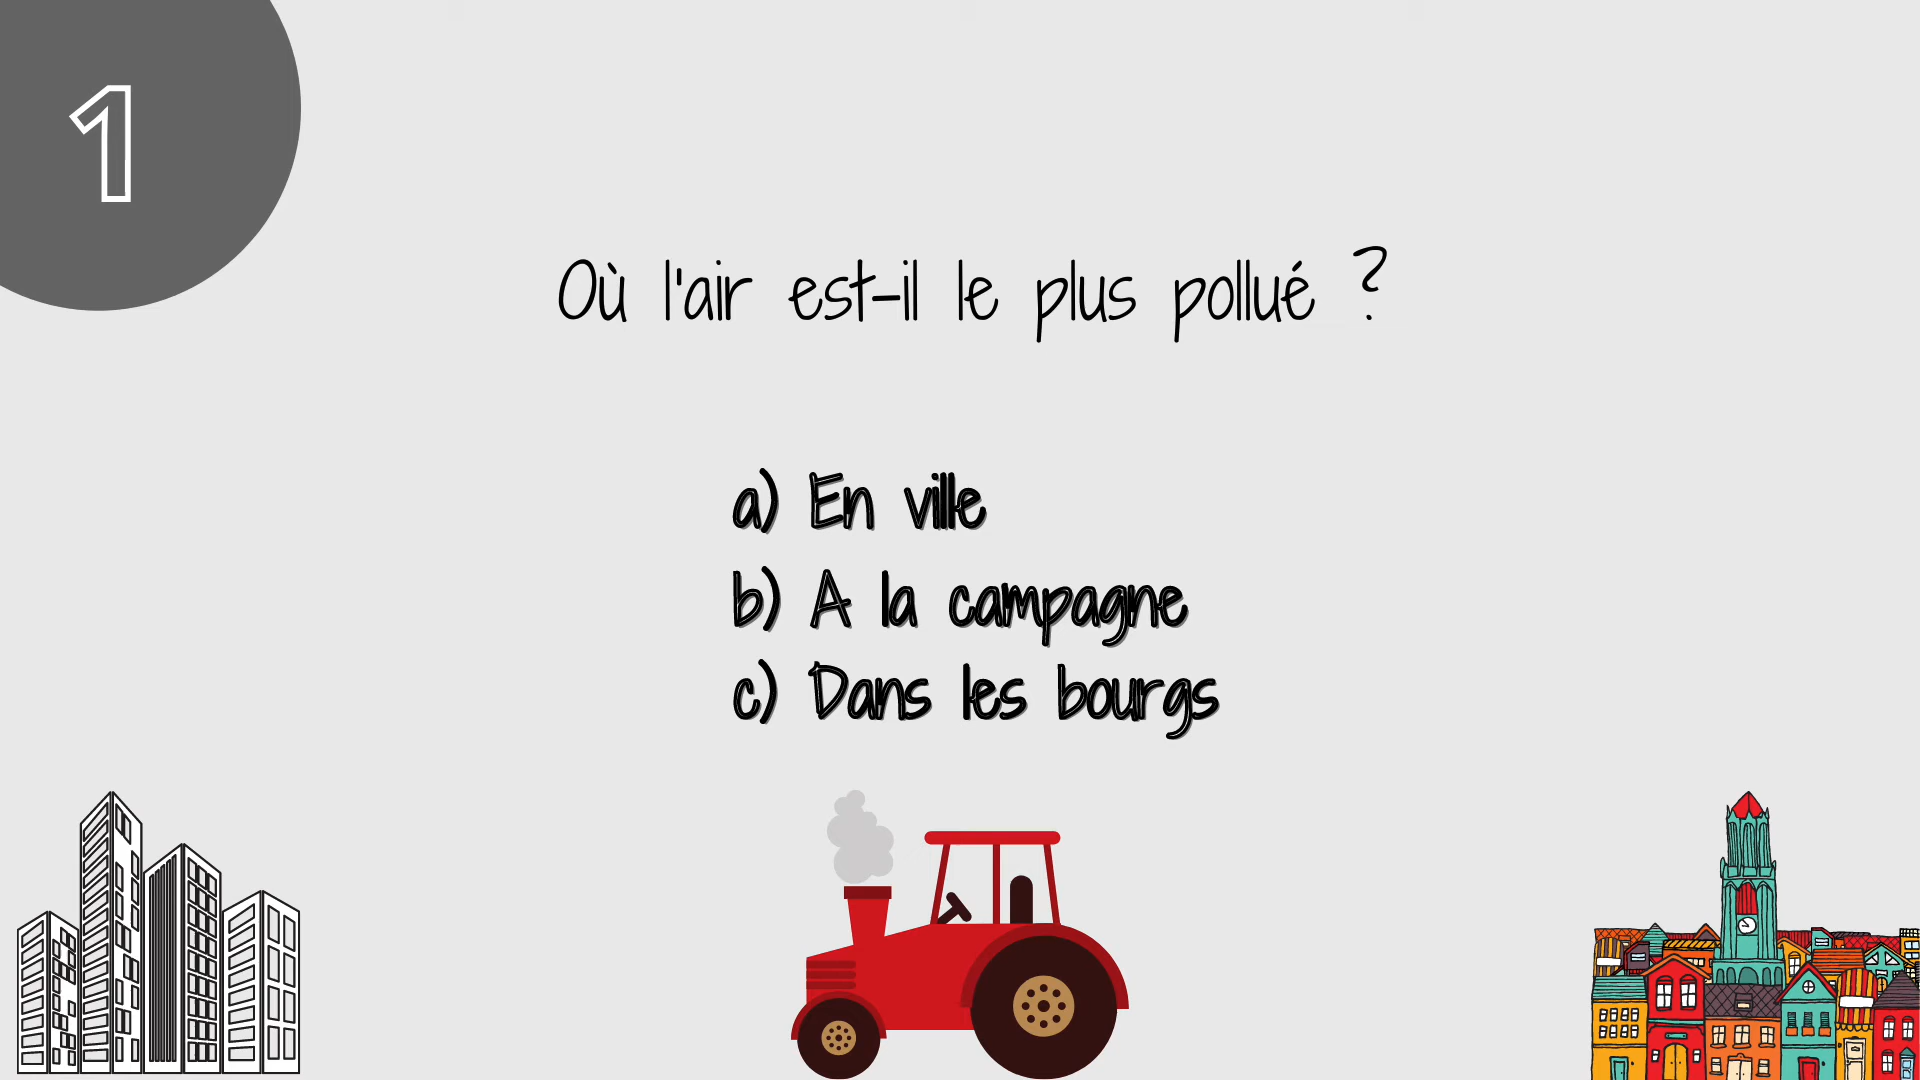 1
Où l'air est-il le plus pollué ?
a) En ville
b) A la campagne
c) Dans les bourgs